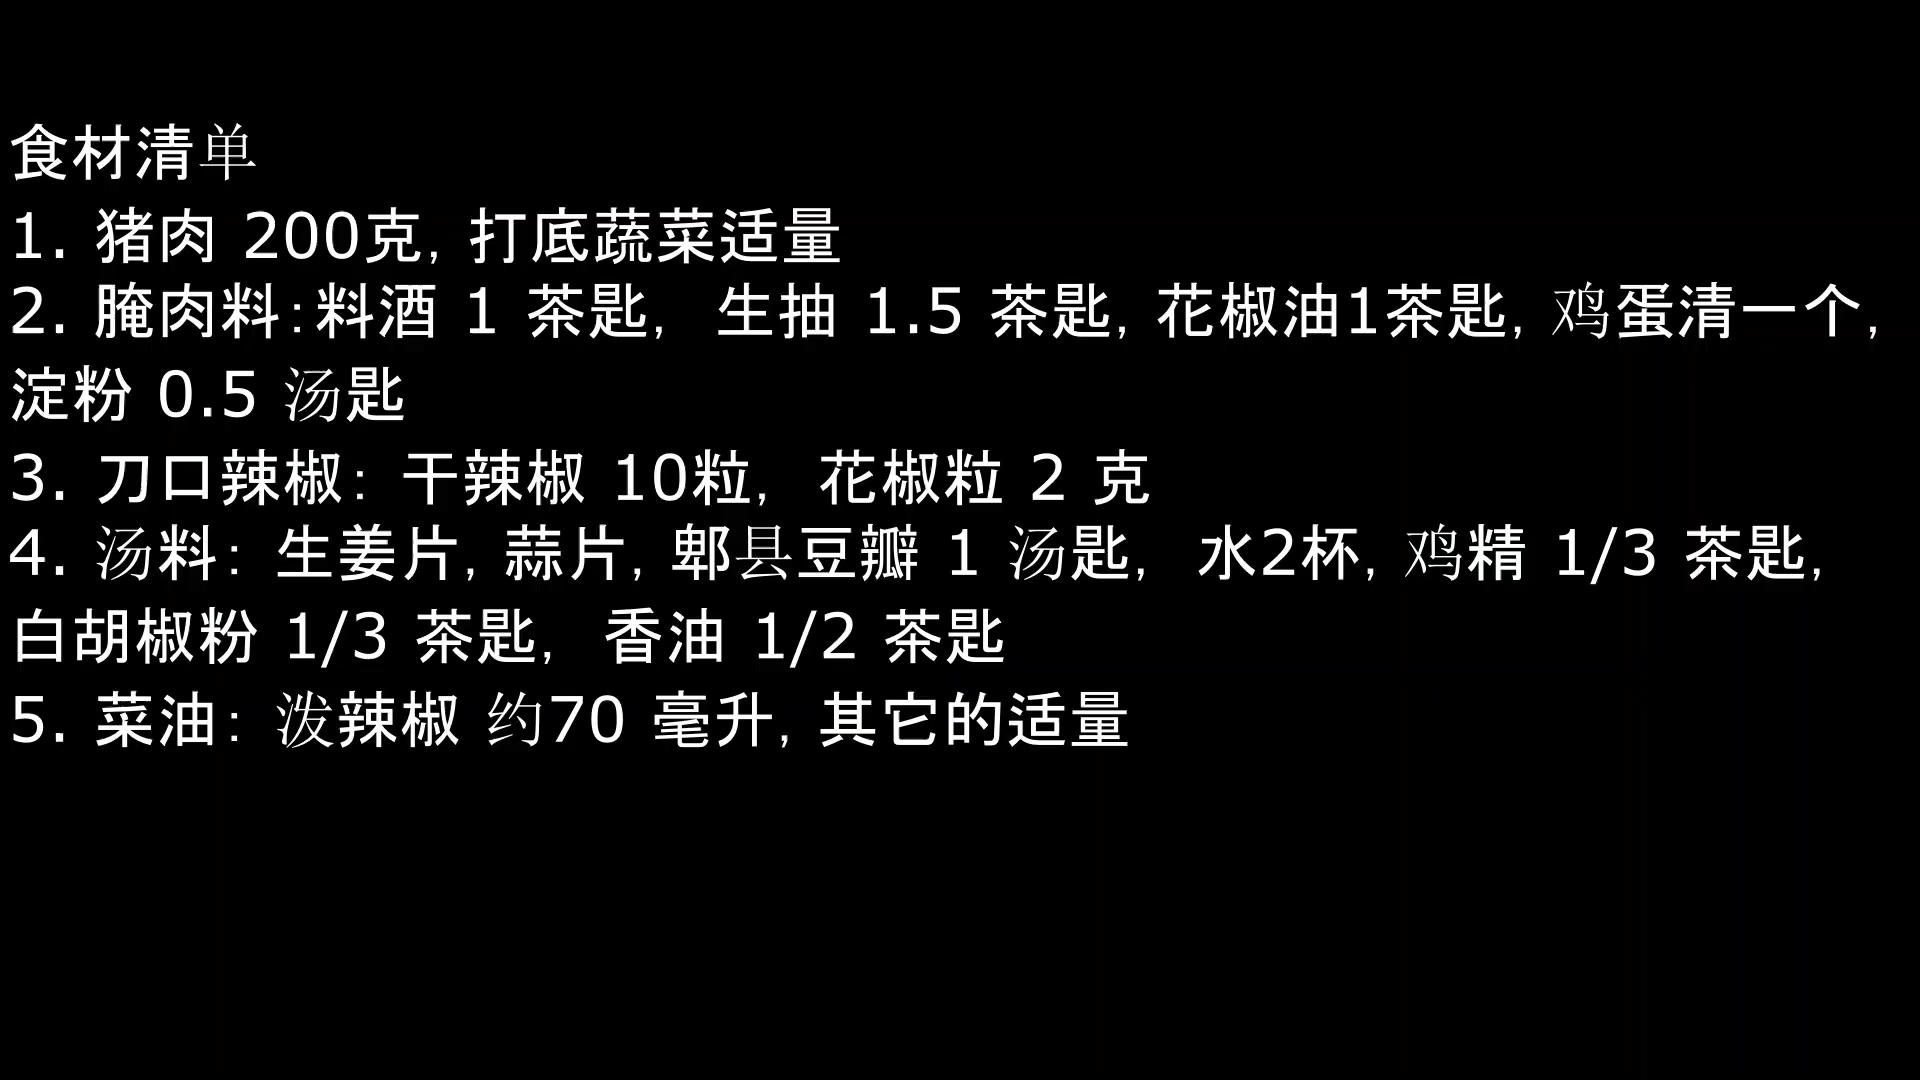 食材清单
1. 猪肉 200克, 打底蔬菜适量
2. 腌肉料:料酒 1 茶匙, 生抽 1.5 茶匙, 花椒油1茶匙, 鸡蛋清一个,
淀粉 0.5 汤匙
3. 刀口辣椒: 干辣椒 10粒, 花椒粒 2 克
4. 汤料: 生姜片, 蒜片, 郫县豆瓣 1 汤匙, 水2杯, 鸡精 1/3 茶匙,
白胡椒粉 1/3 茶匙, 香油 1/2 茶匙
5. 菜油: 泼辣椒 约70 毫升, 其它的适量